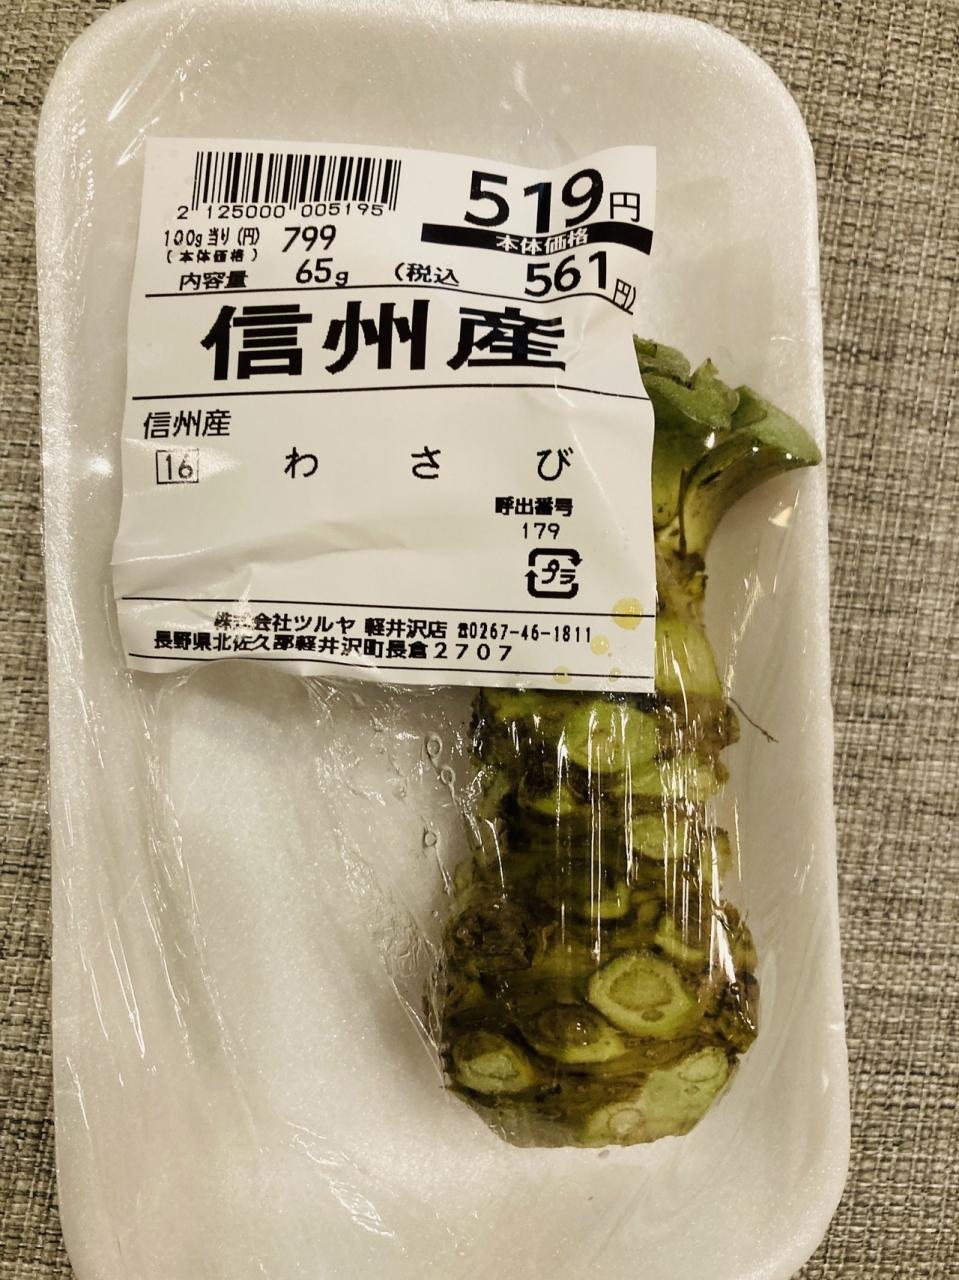 519円
本体価格
2 125000 005195
100g当り(円) 799
(本体価格)
内容量 65g (税込 561円)
信州産
信州産
16 わさび
呼出番号
179
プラ
株式会社ツルヤ 軽井沢店 ☎0267-46-1811
長野県北佐久郡軽井沢町長倉2707